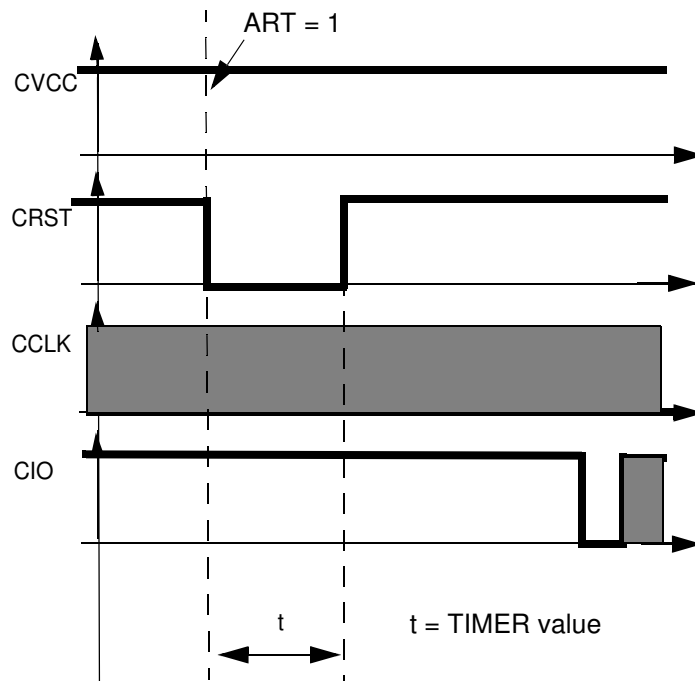 ART = 1
CVCC
CRST
CCLK
CIO
t
t = TIMER value